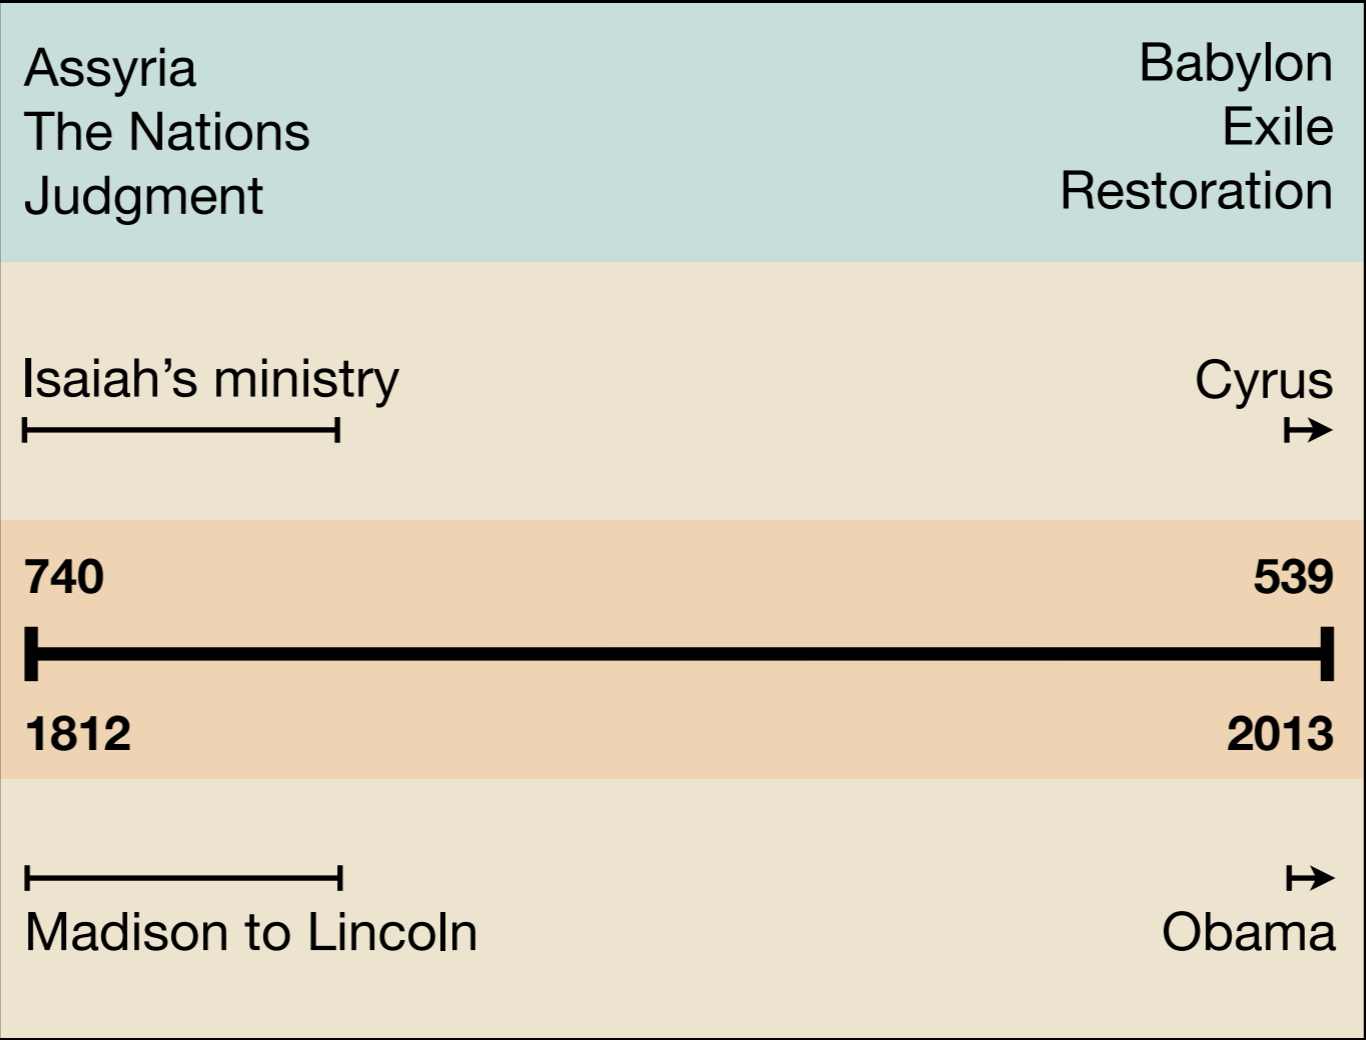 Assyria
The Nations
Judgment
Babylon
Exile
Restoration
Isaiah’s ministry
Cyrus
740
539
1812
2013
Madison to Lincoln
Obama